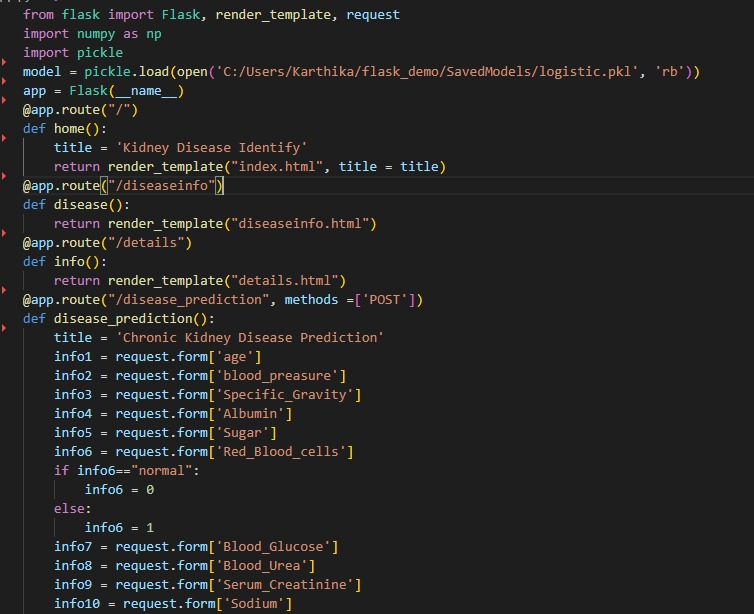 from flask import Flask, render_template, request
import numpy as np
import pickle
model = pickle.load(open('C:/Users/Karthika/flask_demo/SavedModels/logistic.pkl', 'rb'))
app = Flask(__name__)
@app.route("/")
def home():
    title = 'Kidney Disease Identify'
    return render_template("index.html", title = title)
@app.route("/diseaseinfo")
def disease():
    return render_template("diseaseinfo.html")
@app.route("/details")
def info():
    return render_template("details.html")
@app.route("/disease_prediction", methods =['POST'])
def disease_prediction():
    title = 'Chronic Kidney Disease Prediction'
    info1 = request.form['age']
    info2 = request.form['blood_preasure']
    info3 = request.form['Specific_Gravity']
    info4 = request.form['Albumin']
    info5 = request.form['Sugar']
    info6 = request.form['Red_Blood_cells']
    if info6=="normal":
        info6 = 0
    else:
        info6 = 1
    info7 = request.form['Blood_Glucose']
    info8 = request.form['Blood_Urea']
    info9 = request.form['Serum_Creatinine']
    info10 = request.form['Sodium']